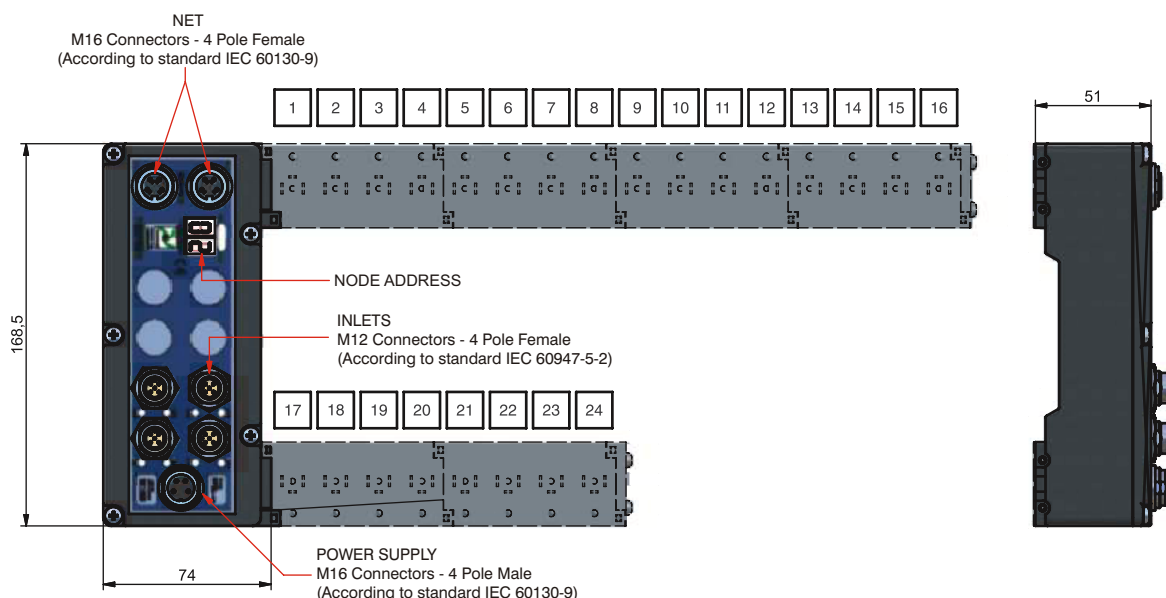 NET
M16 Connectors - 4 Pole Female
(According to standard IEC 60130-9)
1 2 3 4 5 6 7 8 9 10 11 12 13 14 15 16
51
02
NODE ADDRESS
168,5
INLETS
M12 Connectors - 4 Pole Female
(According to standard IEC 60947-5-2)
17 18 19 20 21 22 23 24
74
POWER SUPPLY
M16 Connectors - 4 Pole Male
(According to standard IEC 60130-9)